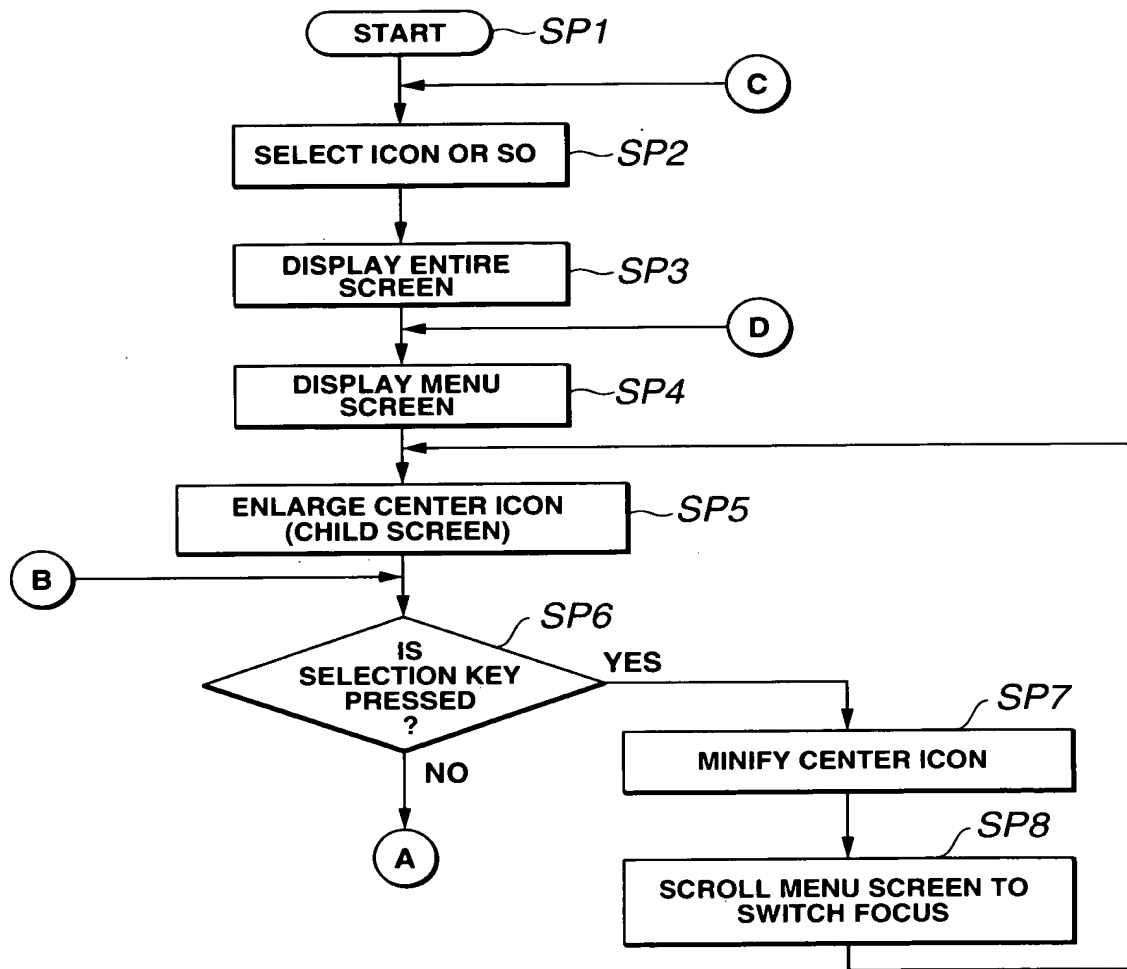 START
SP1
C
SELECT ICON OR SO
SP2
DISPLAY ENTIRE
SCREEN
SP3
D
DISPLAY MENU
SCREEN
SP4
ENLARGE CENTER ICON
(CHILD SCREEN)
SP5
B
SP6
IS
SELECTION KEY
PRESSED
?
YES
NO
A
SP7
MINIFY CENTER ICON
SP8
SCROLL MENU SCREEN TO
SWITCH FOCUS